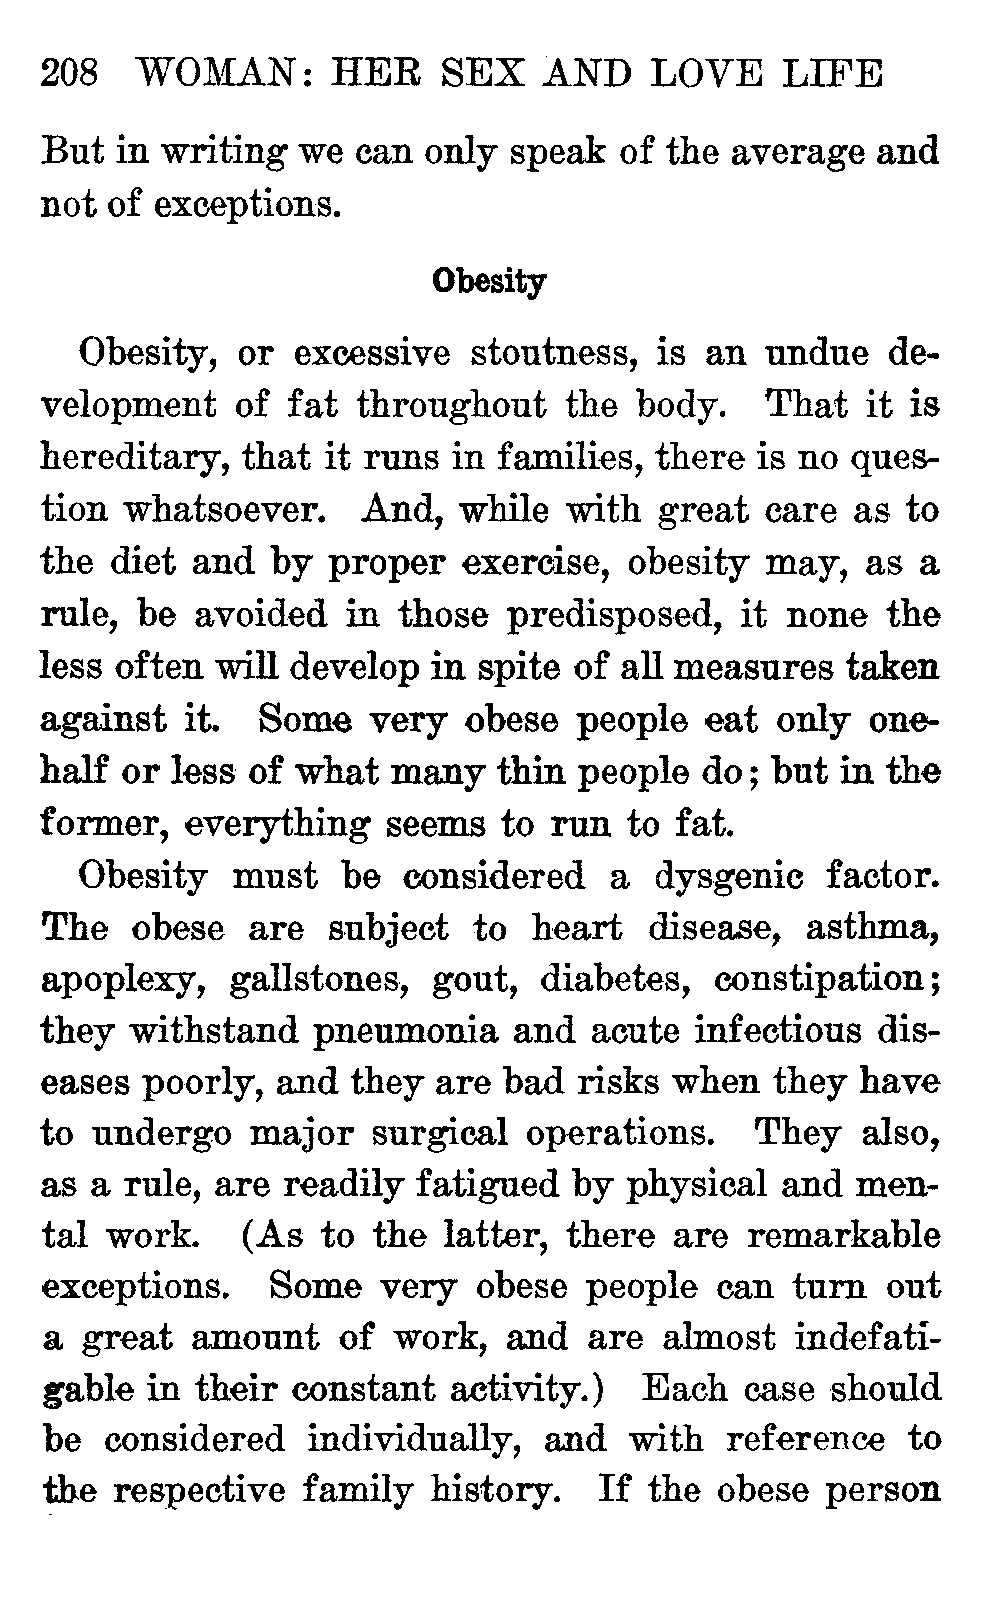 208 WOMAN: HER SEX AND LOVE LIFE
But in writing we can only speak of the average and
not of exceptions.
Obesity
Obesity, or excessive stoutness, is an undue de-
velopment of fat throughout the body. That it is
hereditary, that it runs in families, there is no ques-
tion whatsoever. And, while with great care as to
the diet and by proper exercise, obesity may, as a
rule, be avoided in those predisposed, it none the
less often will develop in spite of all measures taken
against it. Some very obese people eat only one-
half or less of what many thin people do; but in the
former, everything seems to run to fat.
Obesity must be considered a dysgenic factor.
The obese are subject to heart disease, asthma,
apoplexy, gallstones, gout, diabetes, constipation;
they withstand pneumonia and acute infectious dis-
eases poorly, and they are bad risks when they have
to undergo major surgical operations. They also,
as a rule, are readily fatigued by physical and men-
tal work. (As to the latter, there are remarkable
exceptions. Some very obese people can turn out
a great amount of work, and are almost indefati-
gable in their constant activity.) Each case should
be considered individually, and with reference to
the respective family history. If the obese person